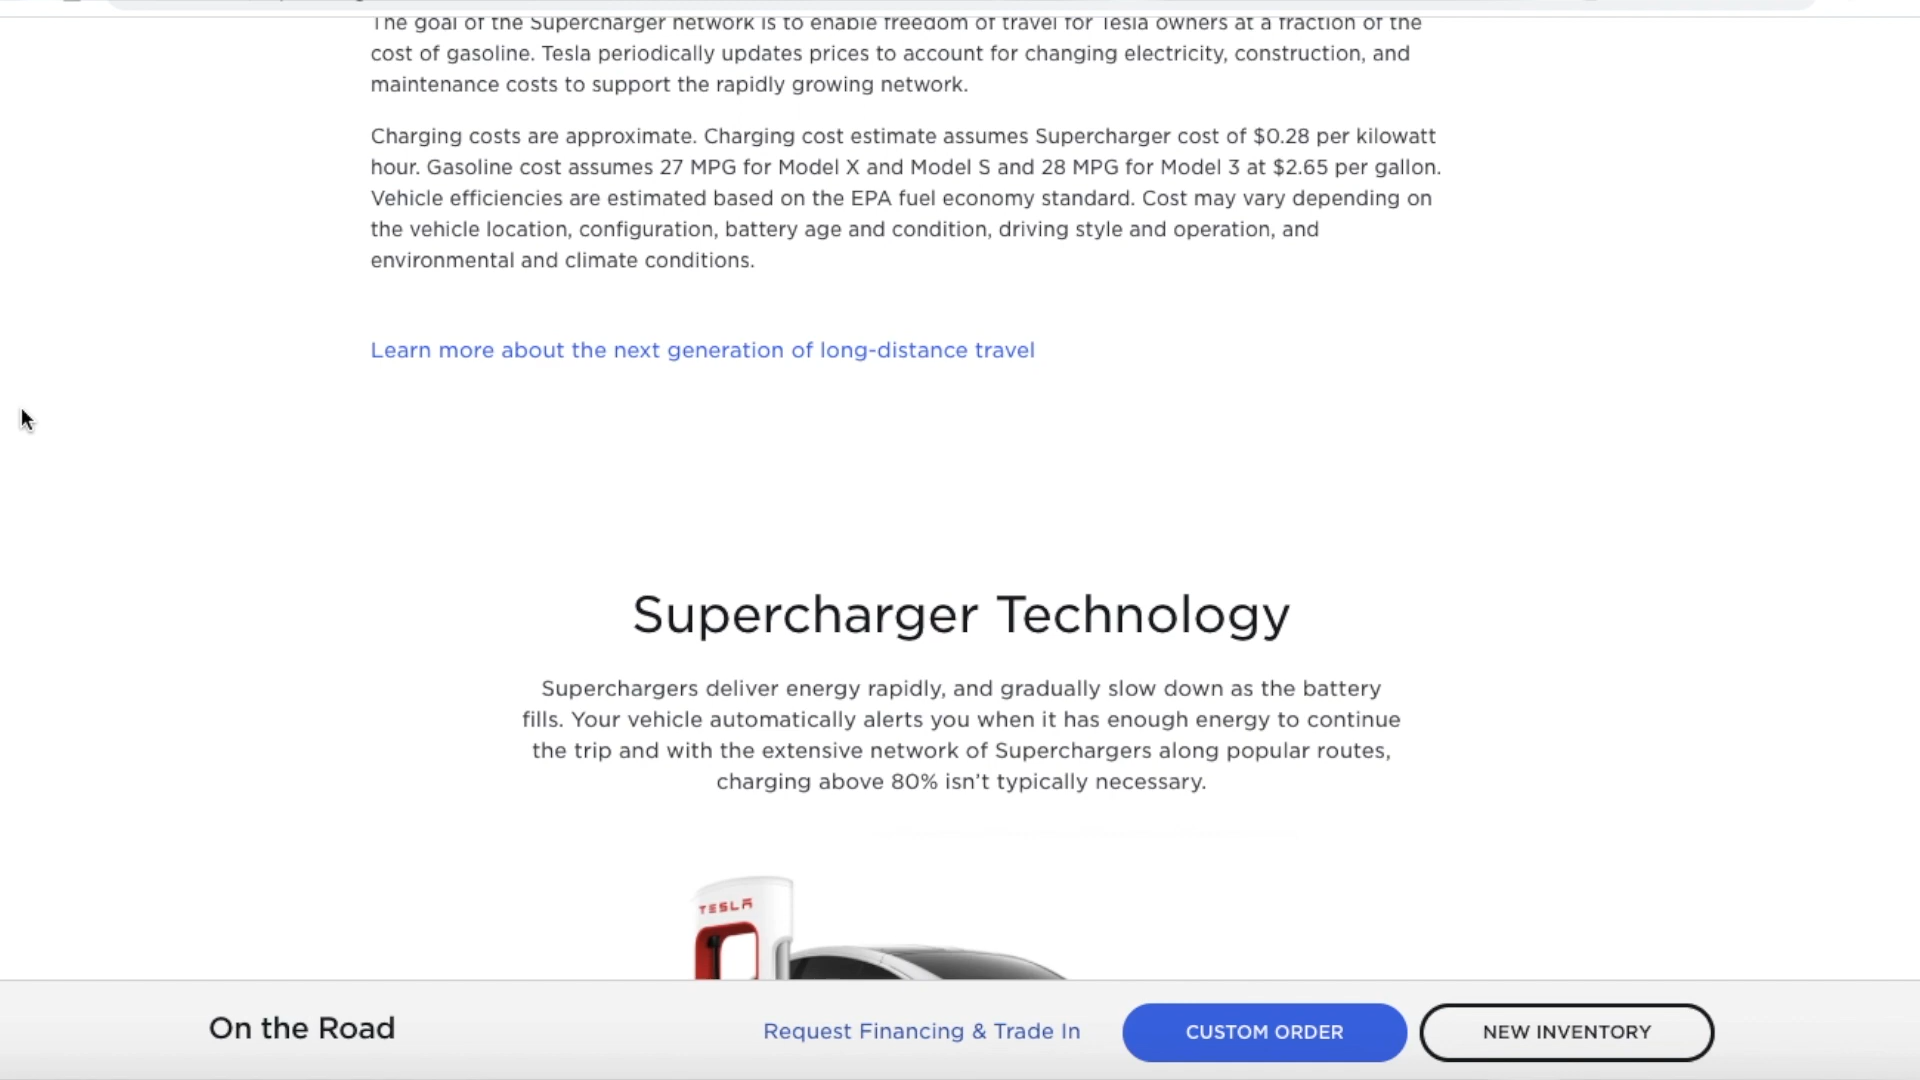 The goal of the Supercharger network is to enable freedom of travel for Tesla owners at a fraction of the
cost of gasoline. Tesla periodically updates prices to account for changing electricity, construction, and
maintenance costs to support the rapidly growing network.
Charging costs are approximate. Charging cost estimate assumes Supercharger cost of $0.28 per kilowatt
hour. Gasoline cost assumes 27 MPG for Model X and Model S and 28 MPG for Model 3 at $2.65 per gallon.
Vehicle efficiencies are estimated based on the EPA fuel economy standard. Cost may vary depending on
the vehicle location, configuration, battery age and condition, driving style and operation, and
environmental and climate conditions.
Learn more about the next generation of long-distance travel
Supercharger Technology
Superchargers deliver energy rapidly, and gradually slow down as the battery
fills. Your vehicle automatically alerts you when it has enough energy to continue
the trip and with the extensive network of Superchargers along popular routes,
charging above 80% isn’t typically necessary.
TESLA
On the Road
Request Financing & Trade In
CUSTOM ORDER
NEW INVENTORY